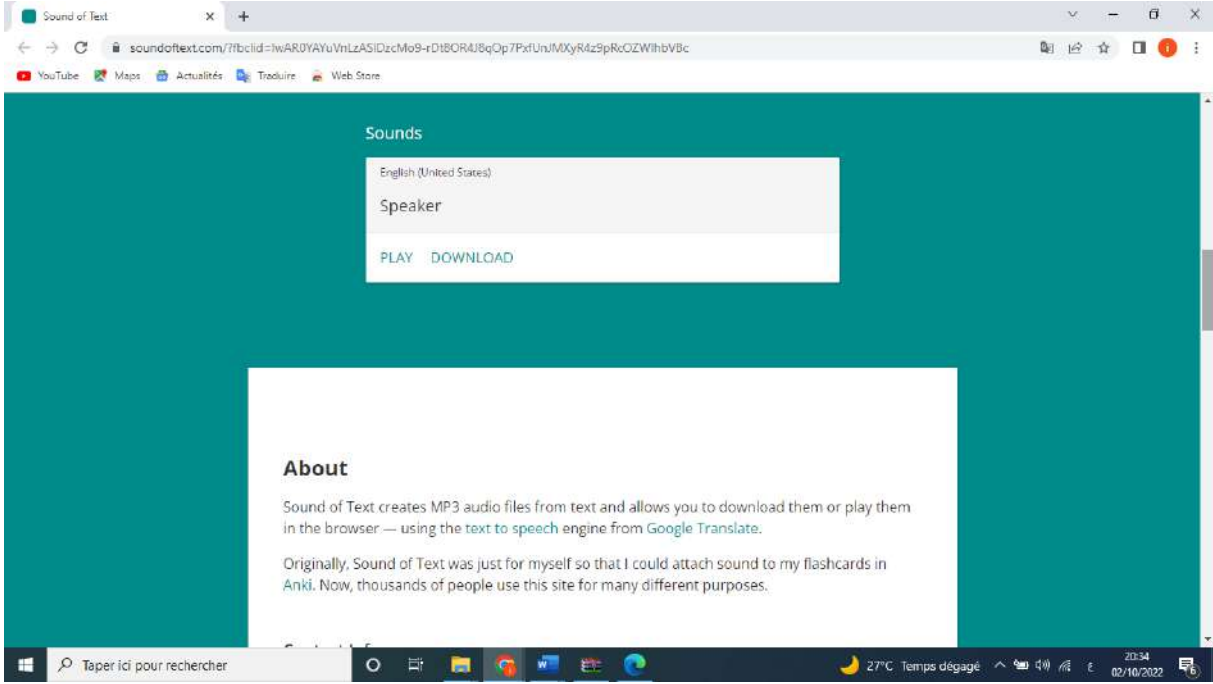 Sound of Text
soundoftext.com/?fbclid=
YouTube Maps Actualités Traduire Web Store
Sounds
English (United States)
Speaker
PLAY DOWNLOAD
About
Sound of Text creates MP3 audio files from text and allows you to download them or play them
in the browser — using the text to speech engine from Google Translate.
Originally, Sound of Text was just for myself so that I could attach sound to my flashcards in
Anki. Now, thousands of people use this site for many different purposes.
Taper ici pour rechercher
27°C Temps dégagé
20:34
02/10/2022